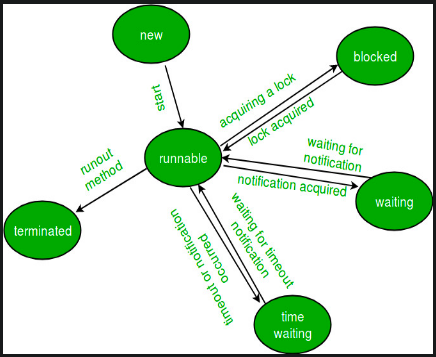 new
blocked
start
acquiring a lock
lock acquired
waiting for
notification
runnable
runout
method
notification acquired
waiting
terminated
waiting for timeout
notification
timeout or notification
occurred
time
waiting